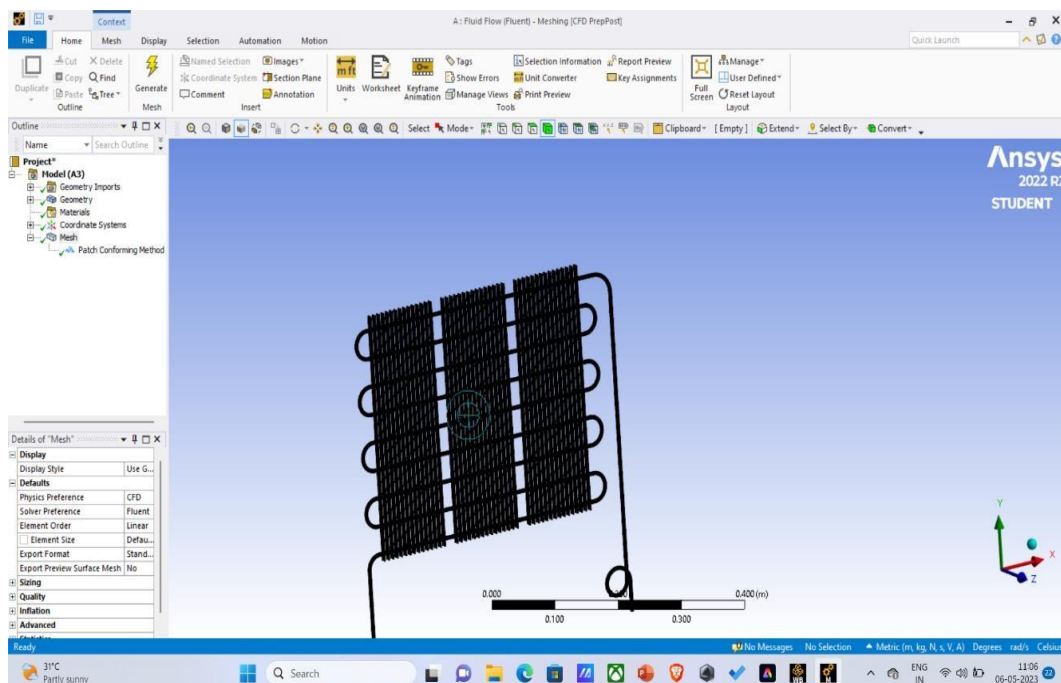 Context
A : Fluid Flow (Fluent) - Meshing [CFD PrepPost]
File Home Mesh Display Selection Automation Motion
Quick Launch
Duplicate
Cut
Copy
Paste
Delete
Find
Tree
Outline
Generate
Mesh
Named Selection
Coordinate System
Comment
Images
Section Plane
Annotation
Insert
Units
Worksheet
Keyframe
Animation
Tags
Show Errors
Manage Views
Selection Information
Unit Converter
Print Preview
Report Preview
Key Assignments
Tools
Full
Screen
Manage
User Defined
Reset Layout
Layout
Outline
Select Mode Clipboard [Empty] Extend Select By Convert
Name Search Outline
Project*
Model (A3)
Geometry Imports
Geometry
Materials
Coordinate Systems
Mesh
Patch Conforming Method
Ansys
2022 R
STUDENT
Details of "Mesh"
Display
Display Style Use G...
Defaults
Physics Preference CFD
Solver Preference Fluent
Element Order Linear
Element Size Defau...
Export Format Stand...
Export Preview Surface Mesh No
Sizing
Quality
Inflation
Advanced
0.000 0.400 (m)
0.100 0.300
Y
X
Z
Ready
No Messages No Selection Metric (m, kg, N, s, V, A) Degrees rad/s Celsius
31°C
Partly sunny
Search
ENG
IN
11:06
06-05-2023
22